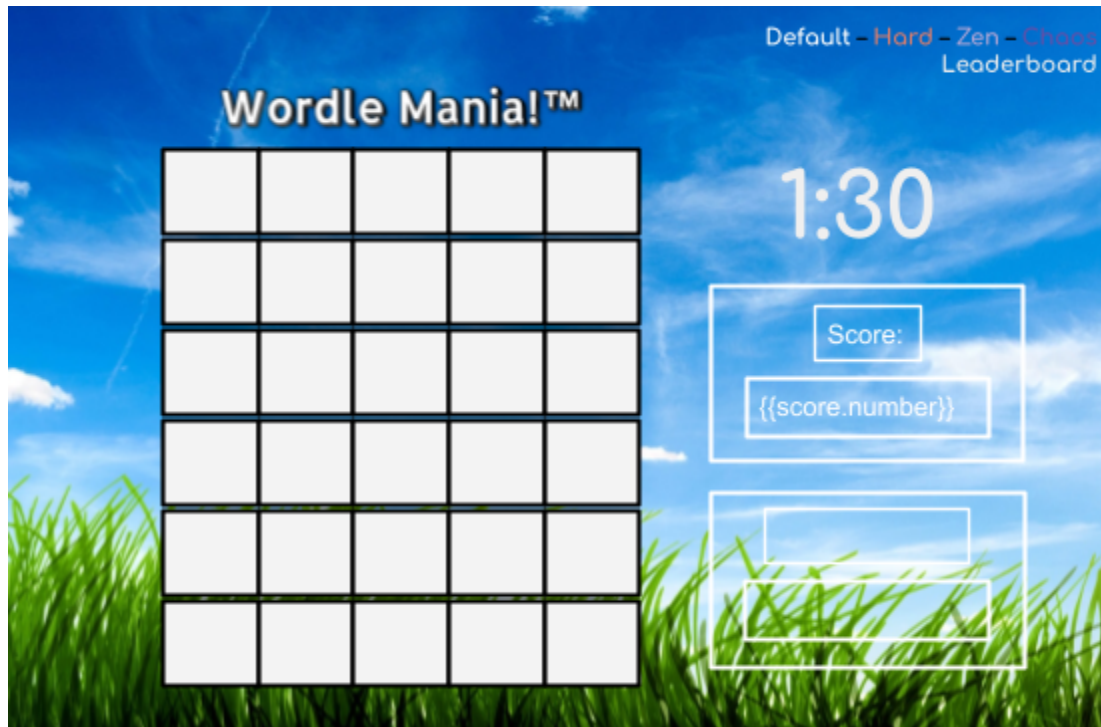 Default – Hard – Zen – Chaos
Leaderboard
Wordle Mania!™
1:30
Score:
{{score.number}}